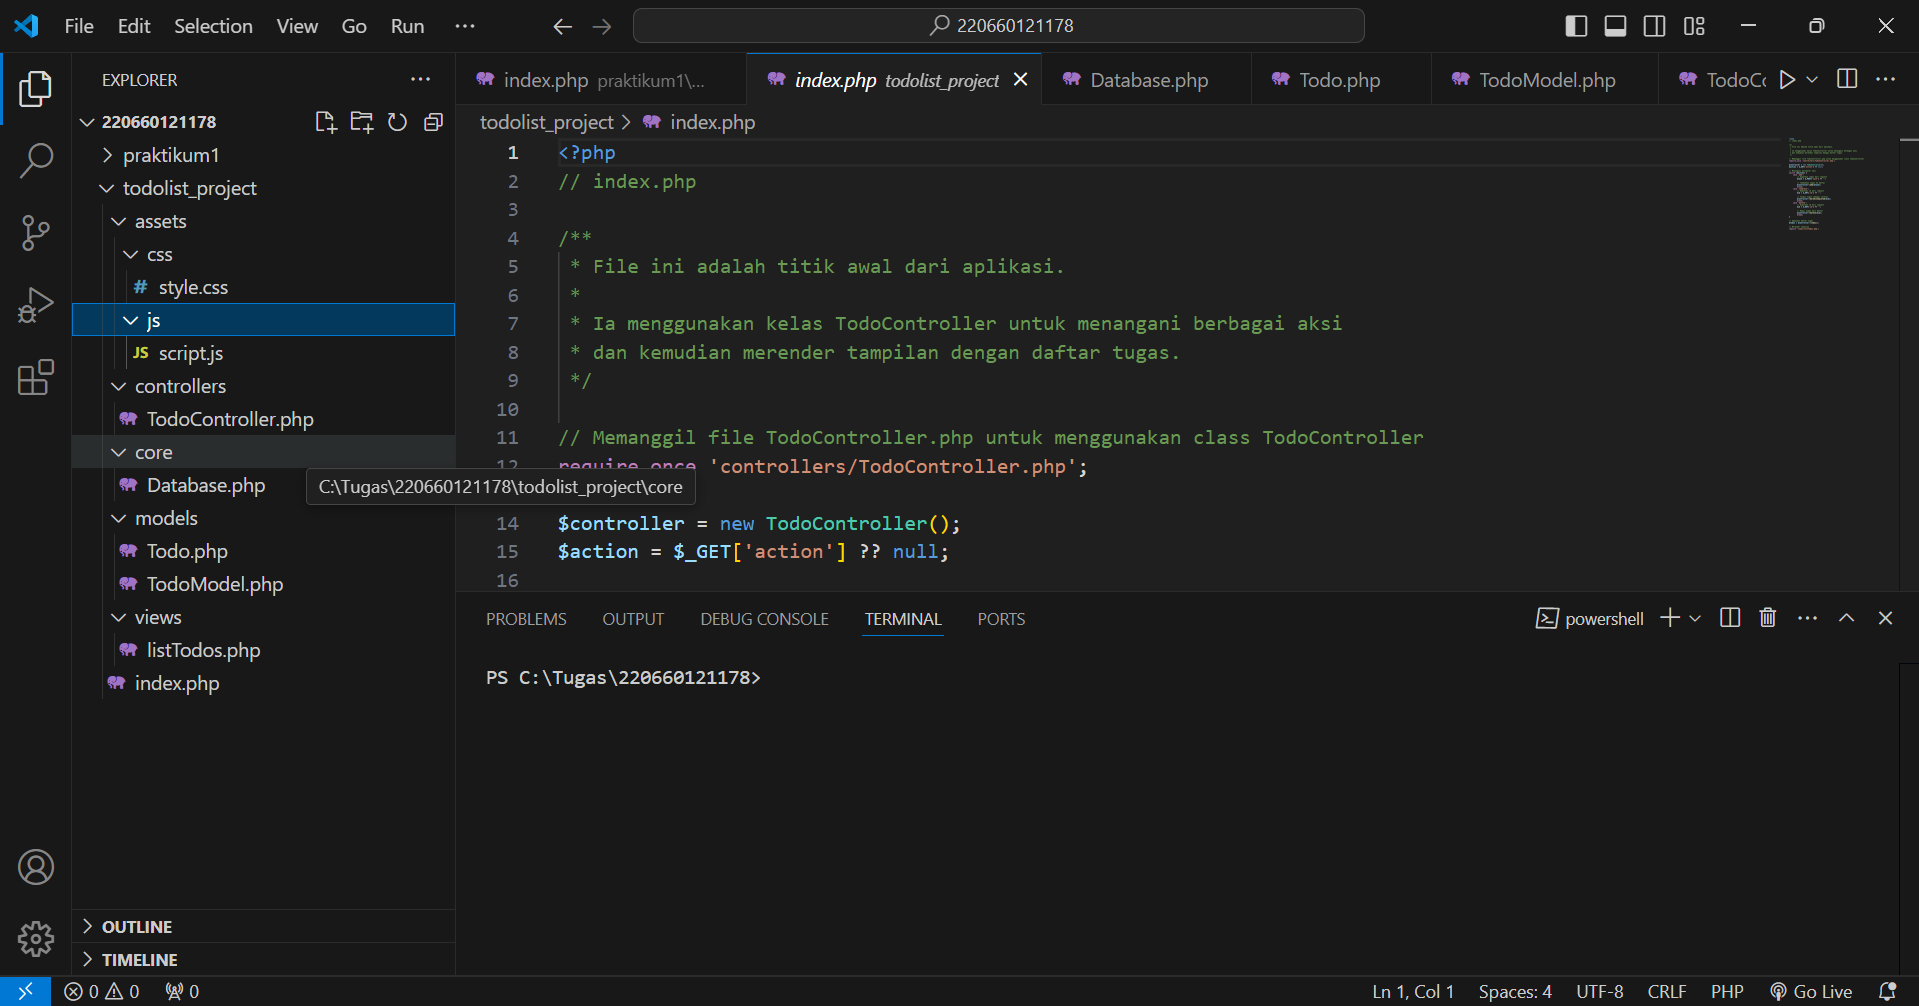 File Edit Selection View Go Run ···
220660121178
EXPLORER
220660121178
praktikum1
todolist_project
assets
css
# style.css
js
JS script.js
controllers
TodoController.php
core
Database.php
models
Todo.php
TodoModel.php
views
listTodos.php
index.php
OUTLINE
TIMELINE
index.php praktikum1\...
index.php todolist_project
Database.php
Todo.php
TodoModel.php
TodoCo
todolist_project > index.php
1 <?php
2 // index.php
3
4 /**
5 * File ini adalah titik awal dari aplikasi.
6 *
7 * Ia menggunakan kelas TodoController untuk menangani berbagai aksi
8 * dan kemudian merender tampilan dengan daftar tugas.
9 */
10
11 // Memanggil file TodoController.php untuk menggunakan class TodoController
12 require_once 'controllers/TodoController.php';
C:\Tugas\220660121178\todolist_project\core
14 $controller = new TodoController();
15 $action = $_GET['action'] ?? null;
16
PROBLEMS OUTPUT DEBUG CONSOLE TERMINAL PORTS
powershell
PS C:\Tugas\220660121178>
0 0 0
Ln 1, Col 1 Spaces: 4 UTF-8 CRLF PHP Go Live